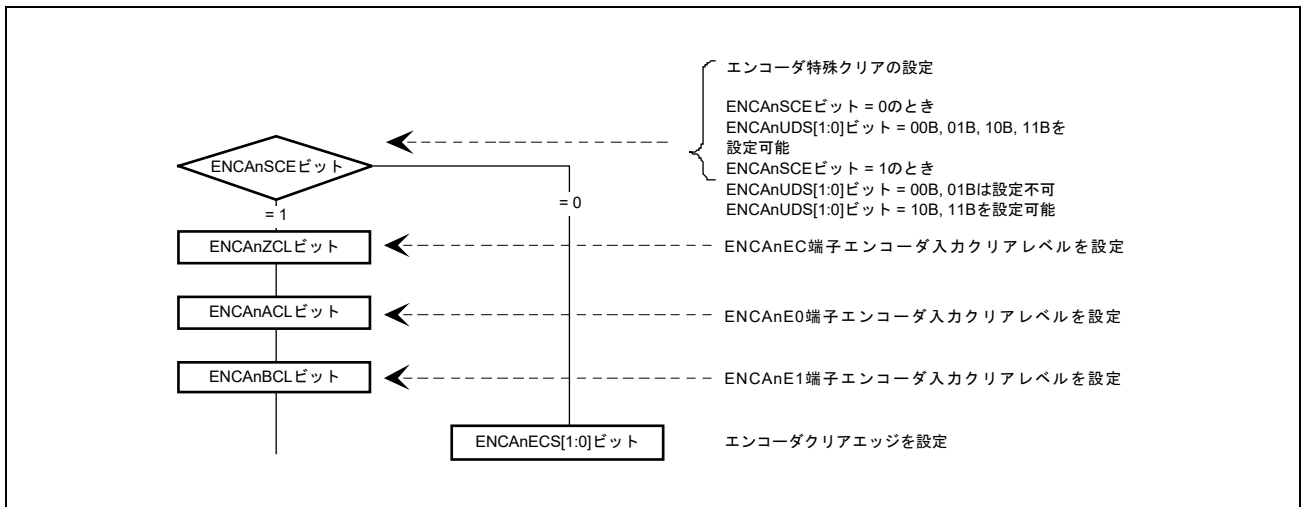 エンコーダ特殊クリアの設定
ENCAnSCEビット = 0のとき
ENCAnUDS[1:0]ビット = 00B, 01B, 10B, 11Bを
設定可能
ENCAnSCEビット = 1のとき
ENCAnUDS[1:0]ビット = 00B, 01Bは設定不可
ENCAnUDS[1:0]ビット = 10B, 11Bを設定可能
ENCAnSCEビット
= 1
= 0
ENCAnZCLビット
ENCAnEC端子エンコーダ入力クリアレベルを設定
ENCAnACLビット
ENCAnE0端子エンコーダ入力クリアレベルを設定
ENCAnBCLビット
ENCAnE1端子エンコーダ入力クリアレベルを設定
ENCAnECS[1:0]ビット
エンコーダクリアエッジを設定